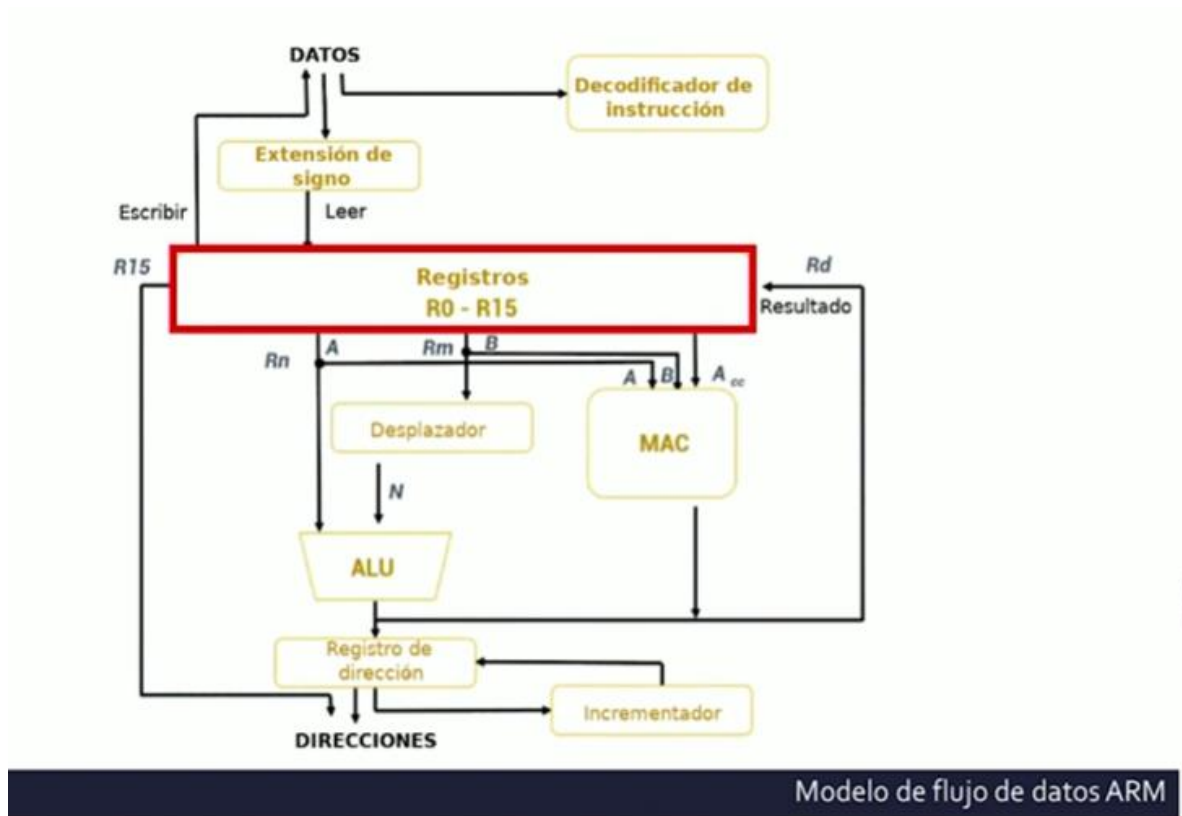 DATOS
Decodificador de
instrucción
Extensión de
signo
Escribir
Leer
R15
Registros
R0 - R15
Rd
Resultado
Rn
A
Rm
B
A
B
A cc
Desplazador
MAC
N
ALU
Registro de
dirección
Incrementador
DIRECCIONES
Modelo de flujo de datos ARM